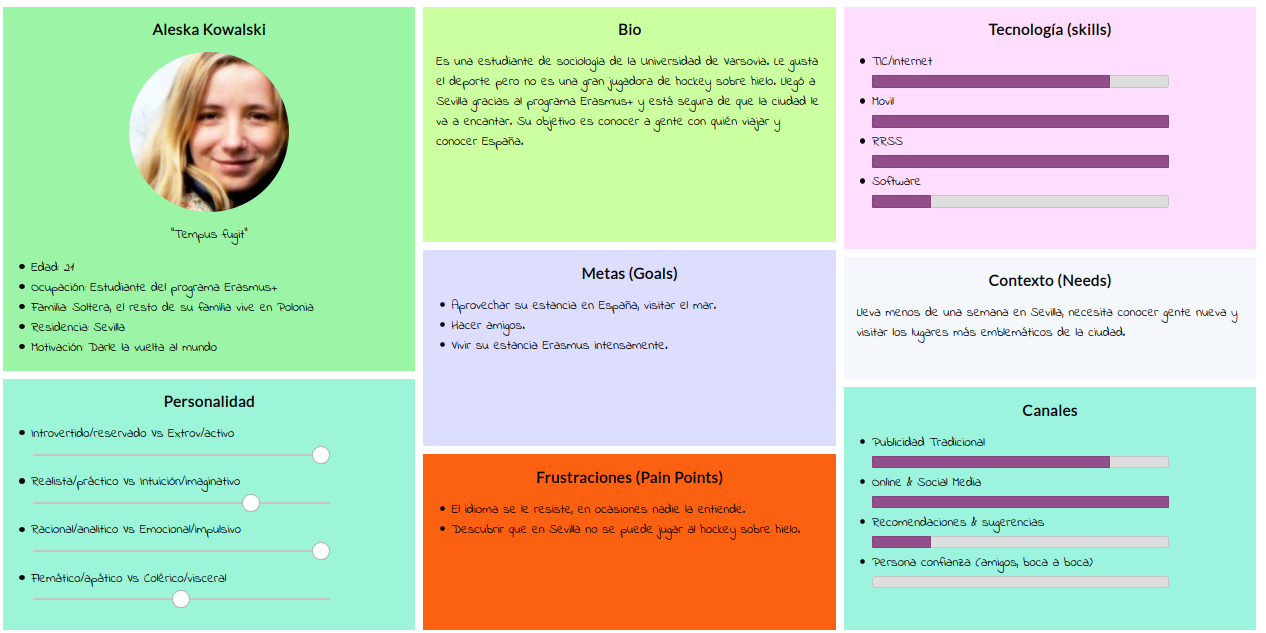 Aleska Kowalski
"Tempus fugit"
Edad: 21
Ocupación: Estudiante del programa Erasmus+
Familia: Soltera, el resto de su familia vive en Polonia
Residencia: Sevilla
Motivación: Darle la vuelta al mundo
Personalidad
Introvertido/reservado Vs Extrov/activo
Realista/práctico Vs Intuición/imaginativo
Racional/analítico Vs Emocional/impulsivo
Flemático/apático Vs Colérico/visceral
Bio
Es una estudiante de sociología de la Universidad de Varsovia. Le gusta
el deporte pero no es una gran jugadora de hockey sobre hielo. Llegó a
Sevilla gracias al programa Erasmus+ y está segura de que la ciudad le
va a encantar. Su objetivo es conocer a gente con quién viajar y
conocer España.
Metas (Goals)
Aprovechar su estancia en España, visitar el mar.
Hacer amigos.
Vivir su estancia Erasmus intensamente.
Frustraciones (Pain Points)
El idioma se le resiste, en ocasiones nadie la entiende.
Descubrir que en Sevilla no se puede jugar al hockey sobre hielo.
Tecnología (skills)
TIC/Internet
Movil
RRSS
Software
Contexto (Needs)
Lleva menos de una semana en Sevilla, necesita conocer gente nueva y
visitar los lugares más emblemáticos de la ciudad.
Canales
Publicidad Tradicional
Online & Social Media
Recomendaciones & sugerencias
Persona confianza (amigos, boca a boca)